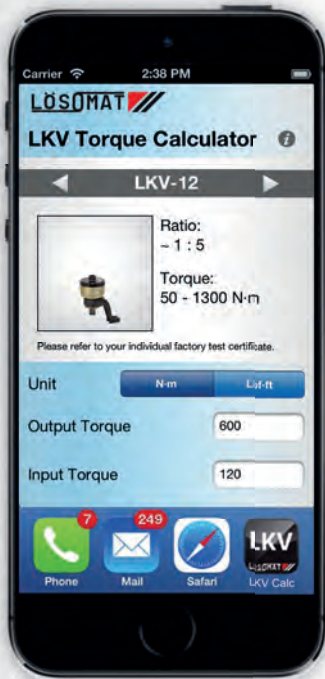 Carrier 2:38 PM
LÖSOMAT
LKV Torque Calculator i
LKV-12
Ratio:
~ 1 : 5
Torque:
50 - 1300 N·m
Please refer to your individual factory test certificate.
Unit N·m Lbf-ft
Output Torque 600
Input Torque 120
7 249 LKV
LÖSOMAT
Phone Mail Safari LKV Calc